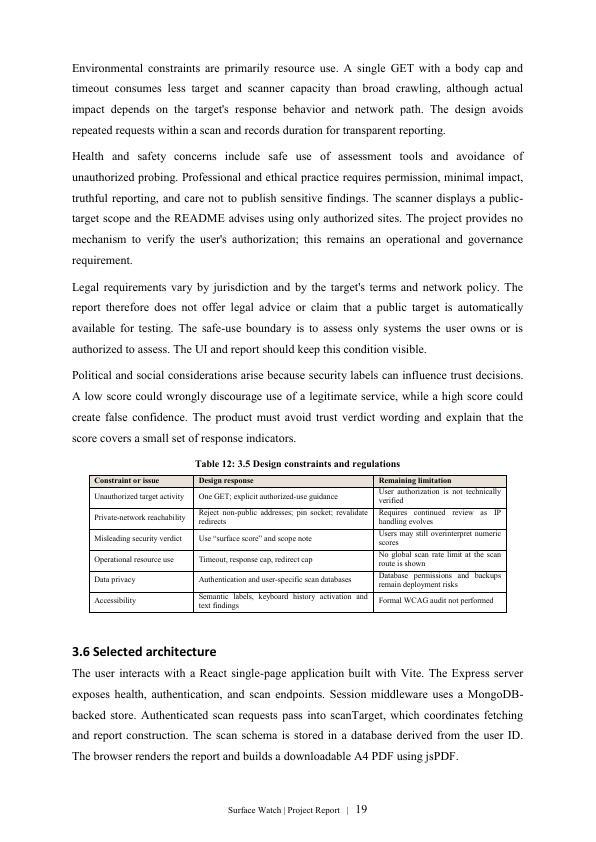 Environmental constraints are primarily resource use. A single GET with a body cap and
timeout consumes less target and scanner capacity than broad crawling, although actual
impact depends on the target's response behavior and network path. The design avoids
repeated requests within a scan and records duration for transparent reporting.
Health and safety concerns include safe use of assessment tools and avoidance of
unauthorized probing. Professional and ethical practice requires permission, minimal impact,
truthful reporting, and care not to publish sensitive findings. The scanner displays a public-
target scope and the README advises using only authorized sites. The project provides no
mechanism to verify the user's authorization; this remains an operational and governance
requirement.
Legal requirements vary by jurisdiction and by the target's terms and network policy. The
report therefore does not offer legal advice or claim that a public target is automatically
available for testing. The safe-use boundary is to assess only systems the user owns or is
authorized to assess. The UI and report should keep this condition visible.
Political and social considerations arise because security labels can influence trust decisions.
A low score could wrongly discourage use of a legitimate service, while a high score could
create false confidence. The product must avoid trust verdict wording and explain that the
score covers a small set of response indicators.
Table 12: 3.5 Design constraints and regulations
Constraint or issue Design response Remaining limitation
Unauthorized target activity One GET; explicit authorized-use guidance User authorization is not technically
verified
Private-network reachability Reject non-public addresses; pin socket; revalidate
redirects Requires continued review as IP
handling evolves
Misleading security verdict Use “surface score” and scope note Users may still overinterpret numeric
scores
Operational resource use Timeout, response cap, redirect cap No global scan rate limit at the scan
route is shown
Data privacy Authentication and user-specific scan databases Database permissions and backups
remain deployment risks
Accessibility Semantic labels, keyboard history activation and
text findings Formal WCAG audit not performed
3.6 Selected architecture
The user interacts with a React single-page application built with Vite. The Express server
exposes health, authentication, and scan endpoints. Session middleware uses a MongoDB-
backed store. Authenticated scan requests pass into scanTarget, which coordinates fetching
and report construction. The scan schema is stored in a database derived from the user ID.
The browser renders the report and builds a downloadable A4 PDF using jsPDF.
Surface Watch | Project Report | 19